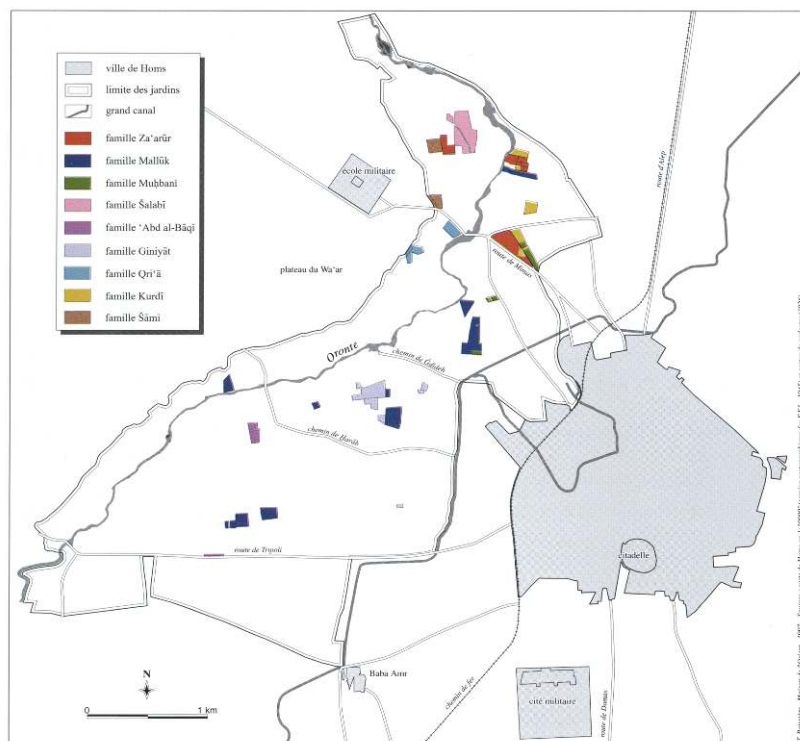 ville de Homs
limite des jardins
grand canal
famille Za'arūr
famille Mallūk
famille Muḥbanī
famille Šalabī
famille 'Abd al-Bāqī
famille Giniyāt
famille Qri'ā
famille Kurdī
famille Šāmi
école militaire
route d'Alep
plateau du Wa'ar
route de Mimas
Oronte
chemin de
chemin de
route de Tripoli
citadelle
Baba Amr
chemin de fer
cité militaire
route de Damas
N
0
1 km